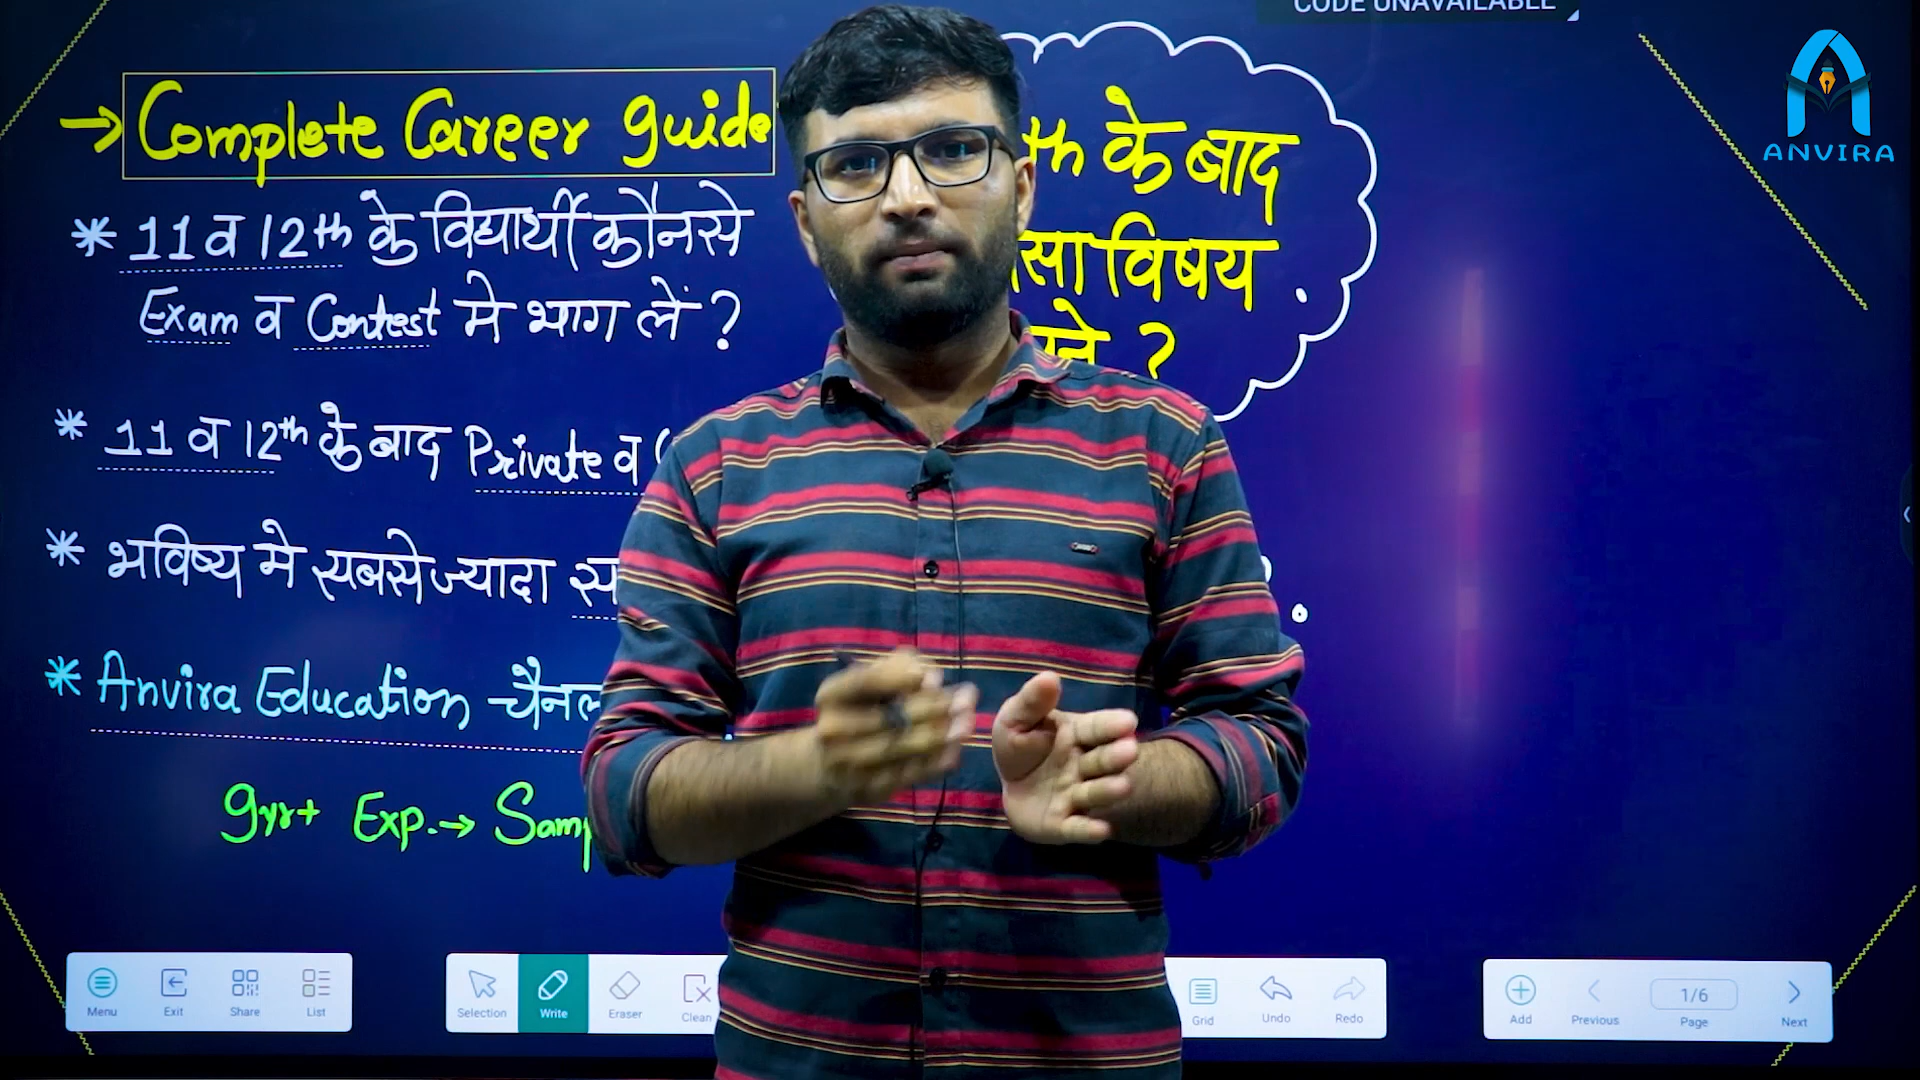 CODE UNAVAILABLE
ANVIRA
→ Complete Career guide
* 11 व 12th के विद्यार्थी कौनसे
Exam व Contest मे भाग लें ?
* 11 व 12th के बाद Private व
* भविष्य मे सबसे ज्यादा
* Anvira Education - चैनल
9yr+ Exp. →
th के बाद
सा विषय
?
Menu Exit Share List
Selection Write Eraser Clean
Grid Undo Redo
Add Previous 1/6 Page Next